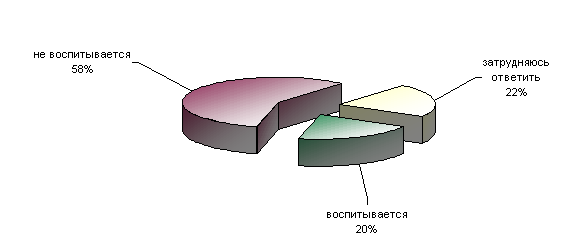 не воспитывается
58%
затрудняюсь
ответить
22%
воспитывается
20%